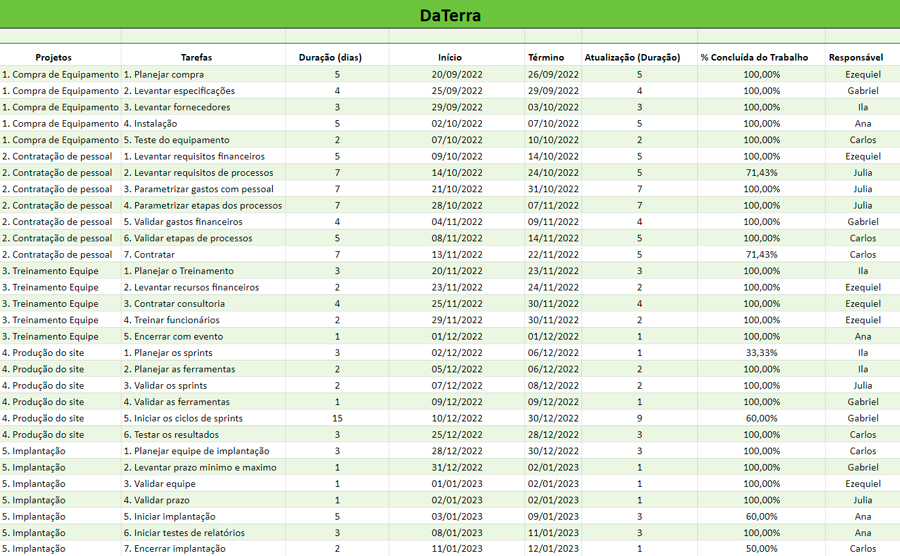 DaTerra
Projetos Tarefas Duração (dias) Início Término Atualização (Duração) % Concluída do Trabalho Responsável
1. Compra de Equipamento 1. Planejar compra 5 20/09/2022 26/09/2022 5 100,00% Ezequiel
1. Compra de Equipamento 2. Levantar especificações 4 25/09/2022 29/09/2022 4 100,00% Gabriel
1. Compra de Equipamento 3. Levantar fornecedores 3 29/09/2022 03/10/2022 3 100,00% Ila
1. Compra de Equipamento 4. Instalação 5 02/10/2022 07/10/2022 5 100,00% Ana
1. Compra de Equipamento 5. Teste do equipamento 2 07/10/2022 10/10/2022 2 100,00% Carlos
2. Contratação de pessoal 1. Levantar requisitos financeiros 5 09/10/2022 14/10/2022 5 100,00% Ezequiel
2. Contratação de pessoal 2. Levantar requisitos de processos 7 14/10/2022 24/10/2022 5 71,43% Julia
2. Contratação de pessoal 3. Parametrizar gastos com pessoal 7 21/10/2022 31/10/2022 7 100,00% Julia
2. Contratação de pessoal 4. Parametrizar etapas dos processos 7 28/10/2022 07/11/2022 7 100,00% Julia
2. Contratação de pessoal 5. Validar gastos financeiros 4 04/11/2022 09/11/2022 4 100,00% Gabriel
2. Contratação de pessoal 6. Validar etapas de processos 5 08/11/2022 14/11/2022 5 100,00% Carlos
2. Contratação de pessoal 7. Contratar 7 13/11/2022 22/11/2022 5 71,43% Carlos
3. Treinamento Equipe 1. Planejar o Treinamento 3 20/11/2022 23/11/2022 3 100,00% Ila
3. Treinamento Equipe 2. Levantar recursos financeiros 2 23/11/2022 24/11/2022 2 100,00% Ezequiel
3. Treinamento Equipe 3. Contratar consultoria 4 25/11/2022 30/11/2022 4 100,00% Ezequiel
3. Treinamento Equipe 4. Treinar funcionários 2 29/11/2022 30/11/2022 2 100,00% Ezequiel
3. Treinamento Equipe 5. Encerrar com evento 1 01/12/2022 01/12/2022 1 100,00% Ana
4. Produção do site 1. Planejar os sprints 3 02/12/2022 06/12/2022 1 33,33% Ila
4. Produção do site 2. Planejar as ferramentas 2 05/12/2022 06/12/2022 2 100,00% Ila
4. Produção do site 3. Validar os sprints 2 07/12/2022 08/12/2022 2 100,00% Julia
4. Produção do site 4. Validar as ferramentas 1 09/12/2022 09/12/2022 1 100,00% Gabriel
4. Produção do site 5. Iniciar os ciclos de sprints 15 10/12/2022 30/12/2022 9 60,00% Gabriel
4. Produção do site 6. Testar os resultados 3 25/12/2022 28/12/2022 3 100,00% Carlos
5. Implantação 1. Planejar equipe de implantação 3 28/12/2022 30/12/2022 3 100,00% Carlos
5. Implantação 2. Levantar prazo minimo e maximo 1 31/12/2022 02/01/2023 1 100,00% Gabriel
5. Implantação 3. Validar equipe 1 01/01/2023 02/01/2023 1 100,00% Ezequiel
5. Implantação 4. Validar prazo 1 02/01/2023 02/01/2023 1 100,00% Julia
5. Implantação 5. Iniciar implantação 5 03/01/2023 09/01/2023 3 60,00% Ana
5. Implantação 6. Iniciar testes de relatórios 3 08/01/2023 11/01/2023 3 100,00% Ana
5. Implantação 7. Encerrar implantação 2 11/01/2023 12/01/2023 1 50,00% Carlos